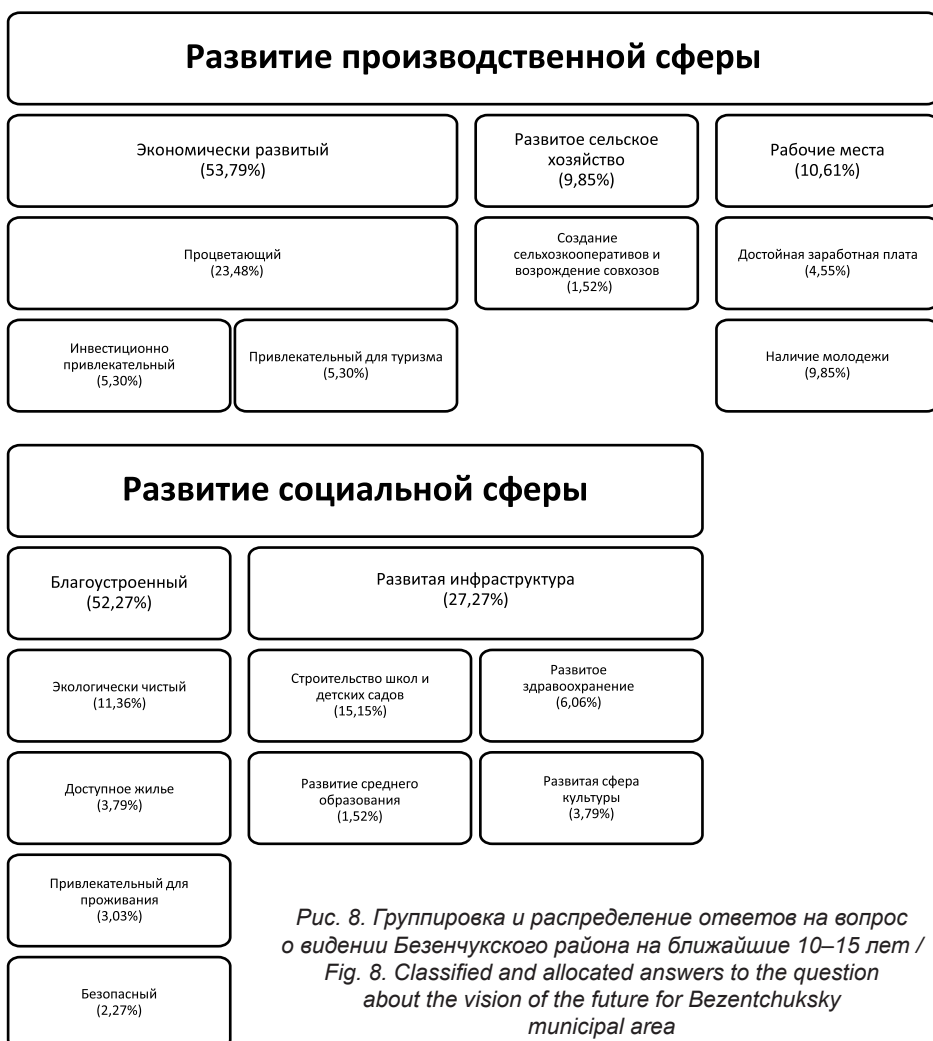 Развитие производственной сферы
Экономически развитый
(53,79%)
Развитое сельское
хозяйство
(9,85%)
Рабочие места
(10,61%)
Процветающий
(23,48%)
Создание
сельхозкооперативов и
возрождение совхозов
(1,52%)
Достойная заработная плата
(4,55%)
Инвестиционно
привлекательный
(5,30%)
Привлекательный для туризма
(5,30%)
Наличие молодежи
(9,85%)
Развитие социальной сферы
Благоустроенный
(52,27%)
Развитая инфраструктура
(27,27%)
Экологически чистый
(11,36%)
Строительство школ и
детских садов
(15,15%)
Развитое
здравоохранение
(6,06%)
Доступное жилье
(3,79%)
Развитие среднего
образования
(1,52%)
Развитая сфера
культуры
(3,79%)
Привлекательный для
проживания
(3,03%)
Безопасный
(2,27%)
Рис. 8. Группировка и распределение ответов на вопрос
о видении Безенчукского района на ближайшие 10–15 лет /
Fig. 8. Classified and allocated answers to the question
about the vision of the future for Bezentchuksky
municipal area